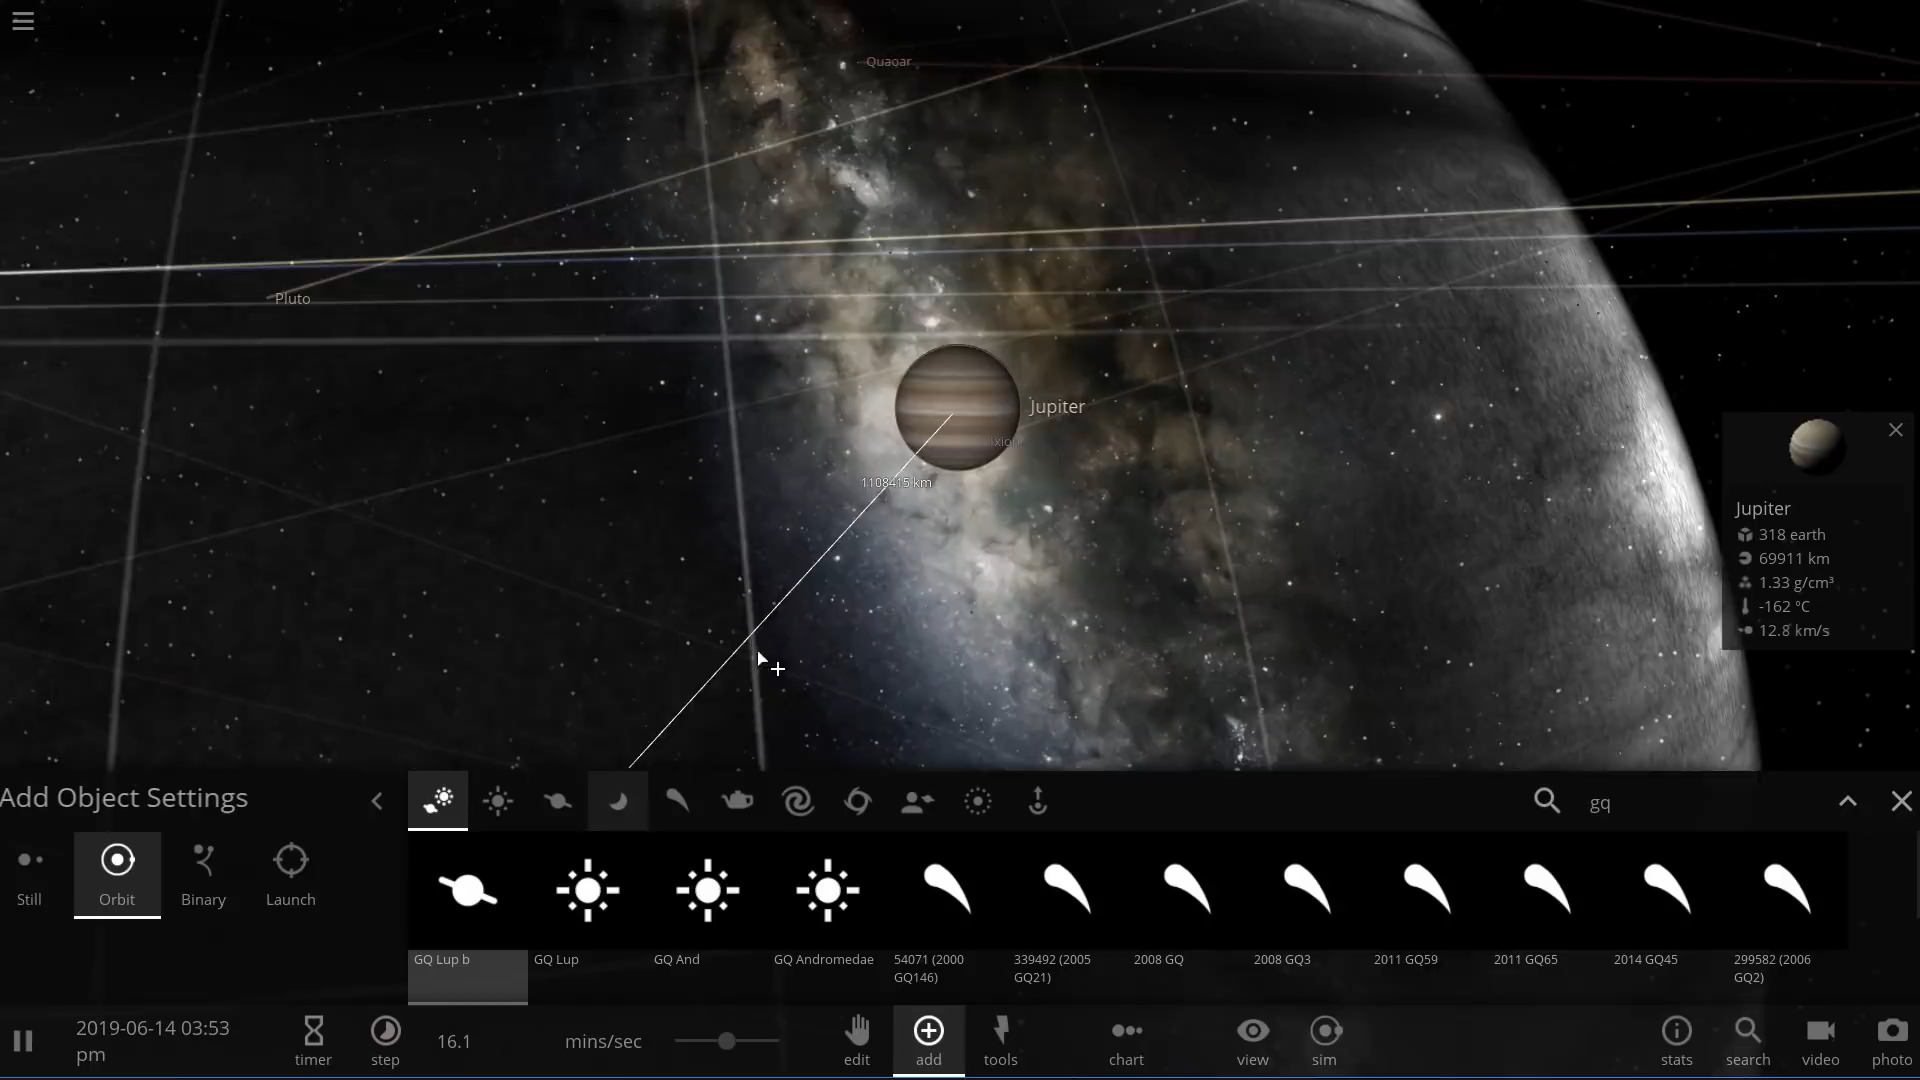 Quaoar
Pluto
Jupiter
Ixion
1108415 km
Jupiter
318 earth
69911 km
1.33 g/cm³
-162 °C
12.8 km/s
Add Object Settings
gq
Still
Orbit
Binary
Launch
GQ Lup b
GQ Lup
GQ And
GQ Andromedae
54071 (2000
GQ146)
339492 (2005
GQ21)
2008 GQ
2008 GQ3
2011 GQ59
2011 GQ65
2014 GQ45
299582 (2006
GQ2)
2019-06-14 03:53
pm
timer
step
16.1
mins/sec
edit
add
tools
chart
view
sim
stats
search
video
photo